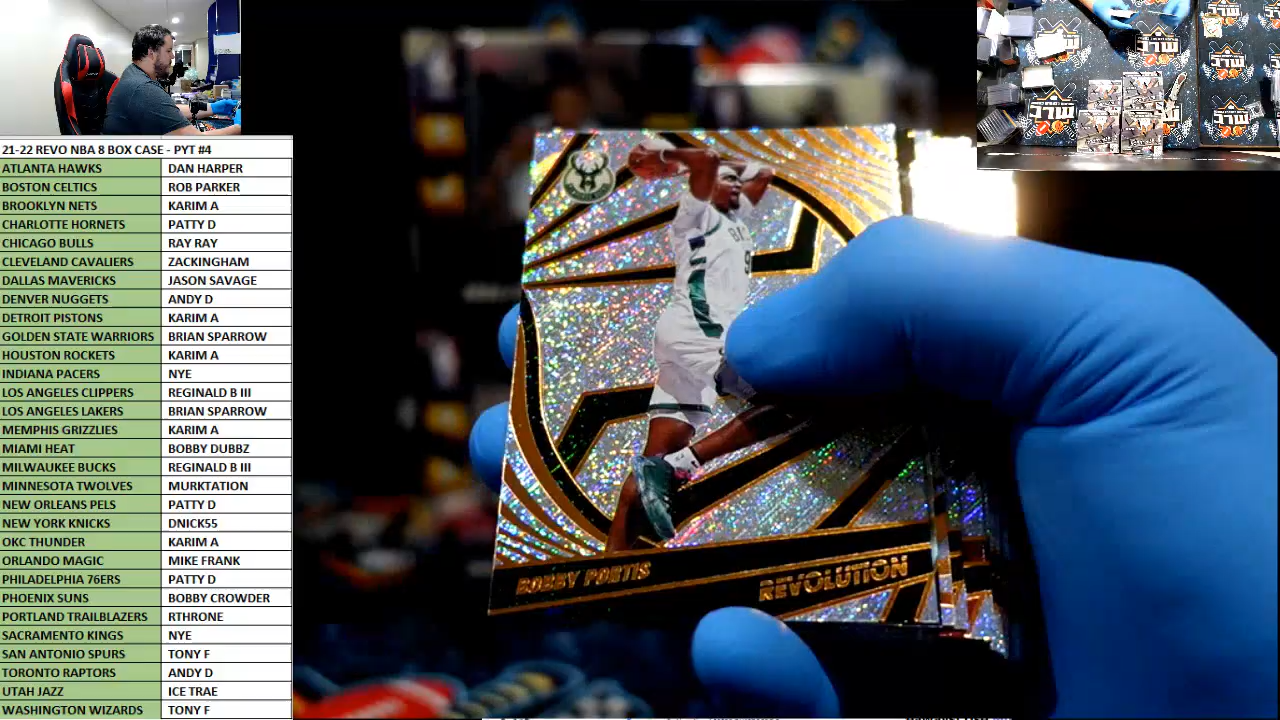 21-22 REVO NBA 8 BOX CASE - PYT #4
ATLANTA HAWKS DAN HARPER
BOSTON CELTICS ROB PARKER
BROOKLYN NETS KARIM A
CHARLOTTE HORNETS PATTY D
CHICAGO BULLS RAY RAY
CLEVELAND CAVALIERS ZACKINGHAM
DALLAS MAVERICKS JASON SAVAGE
DENVER NUGGETS ANDY D
DETROIT PISTONS KARIM A
GOLDEN STATE WARRIORS BRIAN SPARROW
HOUSTON ROCKETS KARIM A
INDIANA PACERS NYE
LOS ANGELES CLIPPERS REGINALD B III
LOS ANGELES LAKERS BRIAN SPARROW
MEMPHIS GRIZZLIES KARIM A
MIAMI HEAT BOBBY DUBBZ
MILWAUKEE BUCKS REGINALD B III
MINNESOTA TWOLVES MURKTATION
NEW ORLEANS PELS PATTY D
NEW YORK KNICKS DNICK55
OKC THUNDER KARIM A
ORLANDO MAGIC MIKE FRANK
PHILADELPHIA 76ERS PATTY D
PHOENIX SUNS BOBBY CROWDER
PORTLAND TRAILBLAZERS RTHRONE
SACRAMENTO KINGS NYE
SAN ANTONIO SPURS TONY F
TORONTO RAPTORS ANDY D
UTAH JAZZ ICE TRAE
WASHINGTON WIZARDS TONY F
BOBBY PORTIS
REVOLUTION